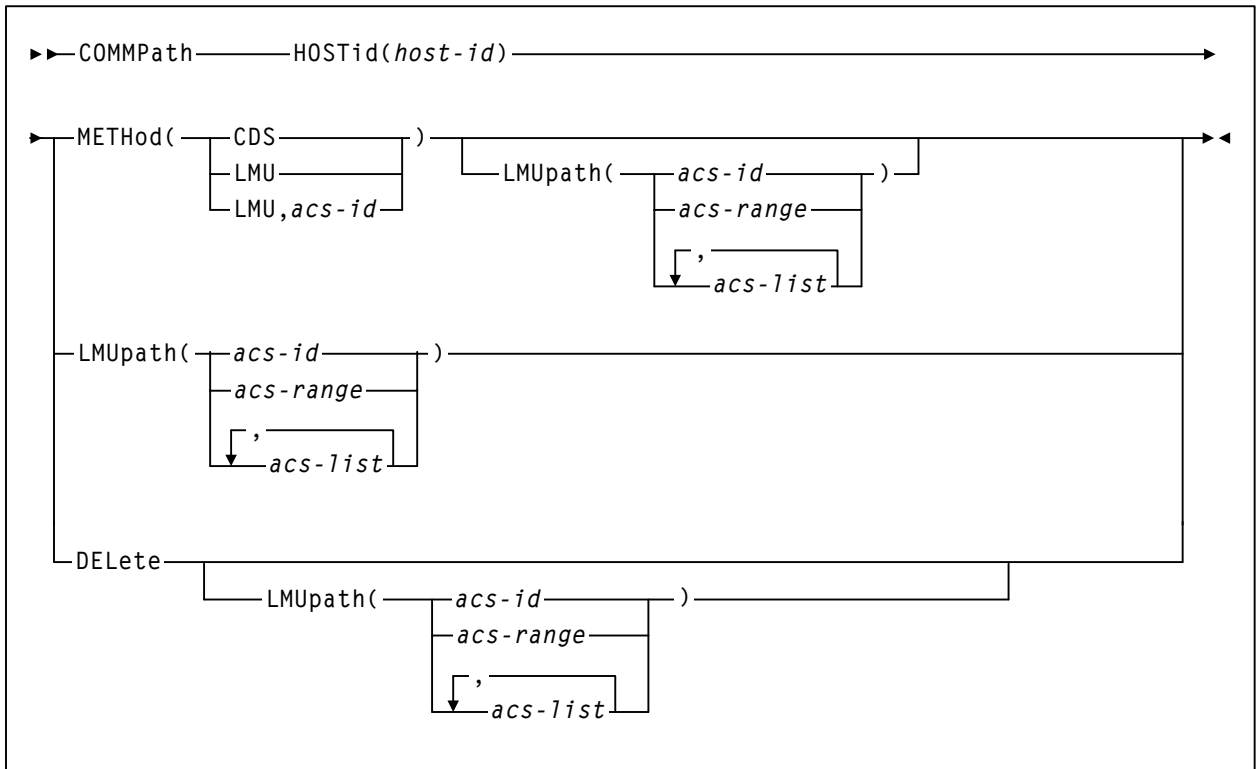 COMMPath HOSTid(host-id)
METHod( CDS )
LMU
LMU,acs-id
LMUpath( acs-id )
acs-range
,
acs-list
LMUpath( acs-id )
acs-range
,
acs-list
DELete
LMUpath( acs-id )
acs-range
,
acs-list